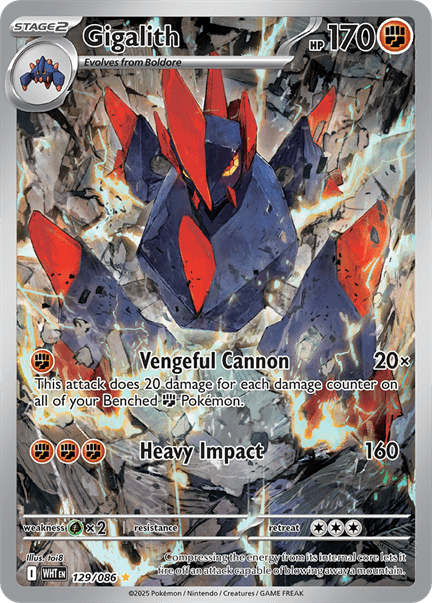 STAGE2 Gigalith HP 170
Evolves from Boldore
Vengeful Cannon 20×
This attack does 20 damage for each damage counter on
all of your Benched Pokémon.
Heavy Impact 160
weakness ×2 resistance retreat
Illus. toi8
I WHT EN 129/086
Compressing the energy from its internal core lets it
fire off an attack capable of blowing away a mountain.
©2025 Pokémon / Nintendo / Creatures / GAME FREAK